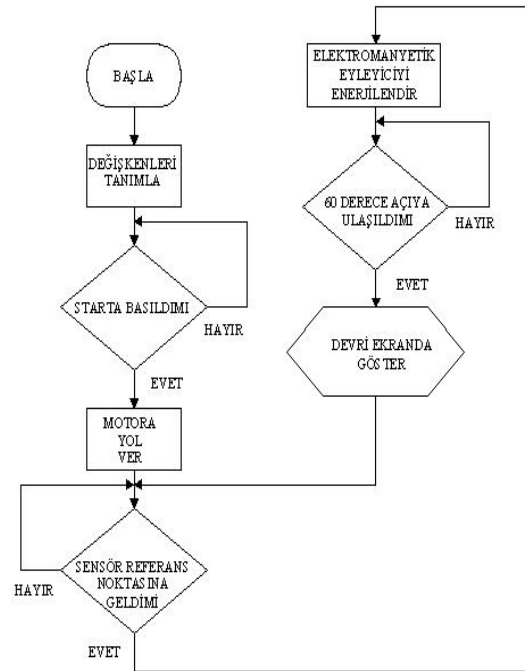 BAŞLA
DEĞİŞKENLERİ
TANIMLA
STARTA BASILDIMI
HAYIR
EVET
MOTORA
YOL
VER
SENSÖR REFERANS
NOKTASINA
GELDİMİ
HAYIR
EVET
ELEKTROMANYETİK
EYLEYİCİYİ
ENERJİLENDİR
60 DERECE AÇIYA
ULAŞILDIMI
HAYIR
EVET
DEVRİ EKRANDA
GÖSTER